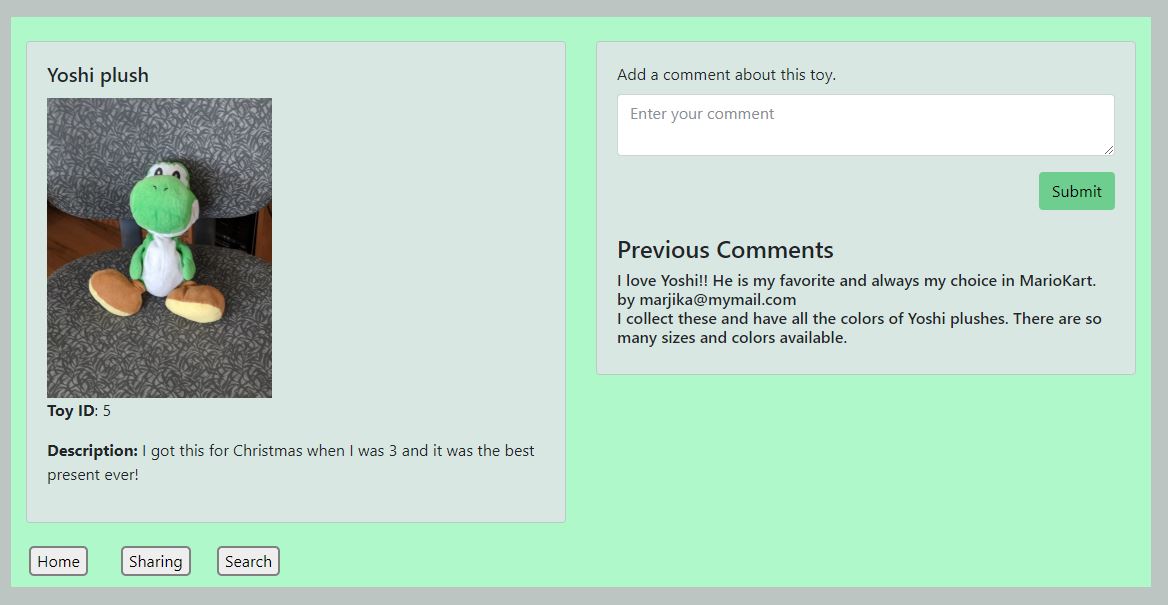 Yoshi plush
Toy ID: 5
Description: I got this for Christmas when I was 3 and it was the best
present ever!
Add a comment about this toy.
Enter your comment
Submit
Previous Comments
I love Yoshi!! He is my favorite and always my choice in MarioKart.
by marjika@mymail.com
I collect these and have all the colors of Yoshi plushes. There are so
many sizes and colors available.
Home
Sharing
Search